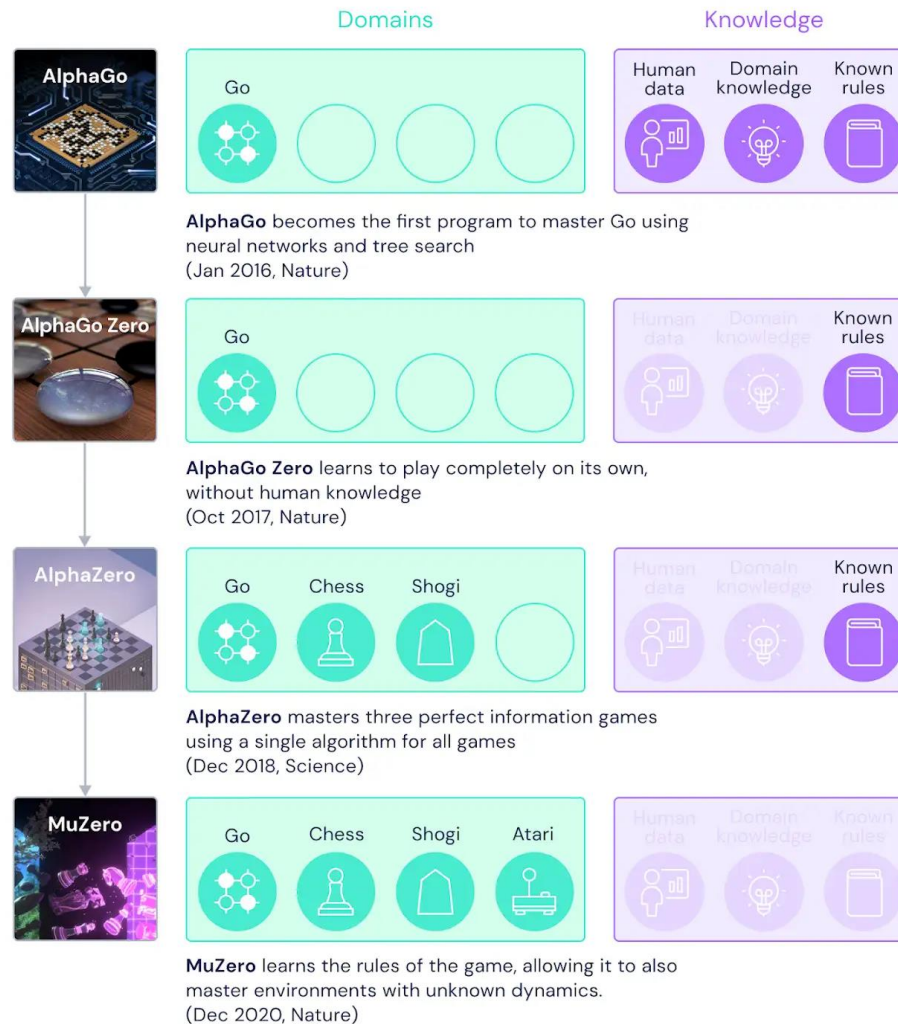 Domains
Knowledge
AlphaGo
Go
Human
data
Domain
knowledge
Known
rules
AlphaGo becomes the first program to master Go using
neural networks and tree search
(Jan 2016, Nature)
AlphaGo Zero
Go
Human
data
Domain
knowledge
Known
rules
AlphaGo Zero learns to play completely on its own,
without human knowledge
(Oct 2017, Nature)
AlphaZero
Go
Chess
Shogi
Human
data
Domain
knowledge
Known
rules
AlphaZero masters three perfect information games
using a single algorithm for all games
(Dec 2018, Science)
MuZero
Go
Chess
Shogi
Atari
Human
data
Domain
knowledge
Known
rules
MuZero learns the rules of the game, allowing it to also
master environments with unknown dynamics.
(Dec 2020, Nature)